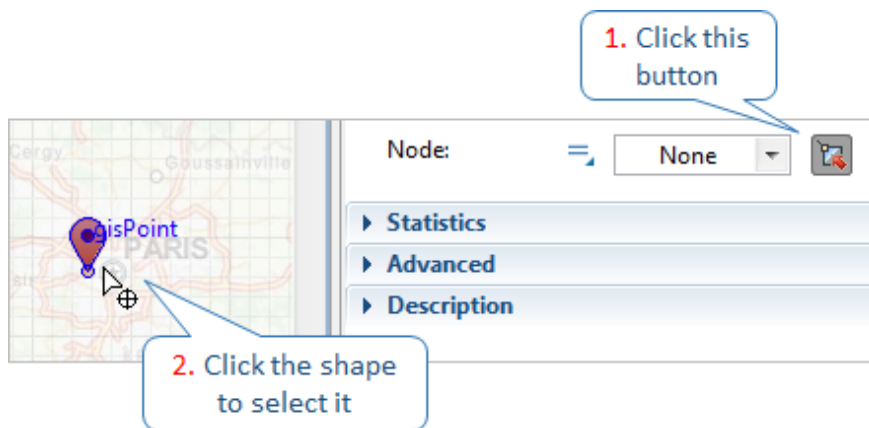 1. Click this
button
Cergy
Goussainville
Node:
None
gisPoint
PARIS
Statistics
Advanced
Description
2. Click the shape
to select it